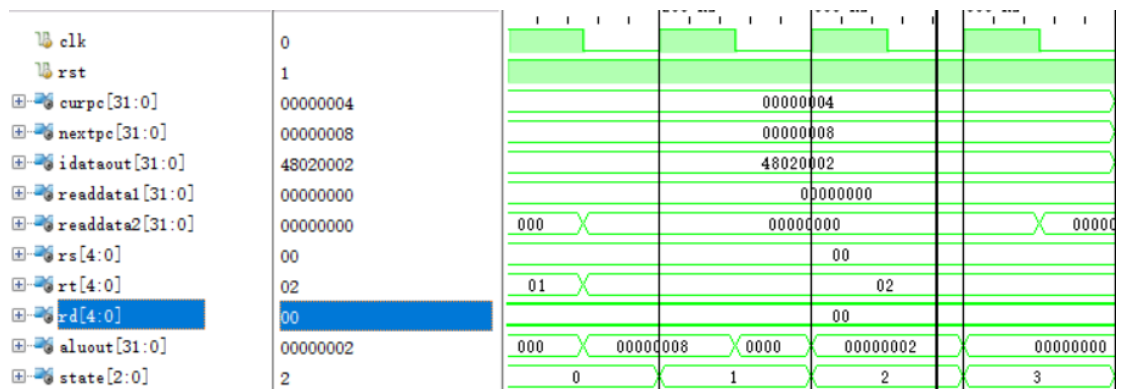 clk 0
rst 1
curpc[31:0] 00000004 00000004
nextpc[31:0] 00000008 00000008
idataout[31:0] 48020002 48020002
readdata1[31:0] 00000000 00000000
readdata2[31:0] 00000000 000 00000000 00000
rs[4:0] 00 00
rt[4:0] 02 01 02
rd[4:0] 00 00
aluout[31:0] 00000002 000 00000008 0000 00000002 00000000
state[2:0] 2 0 1 2 3